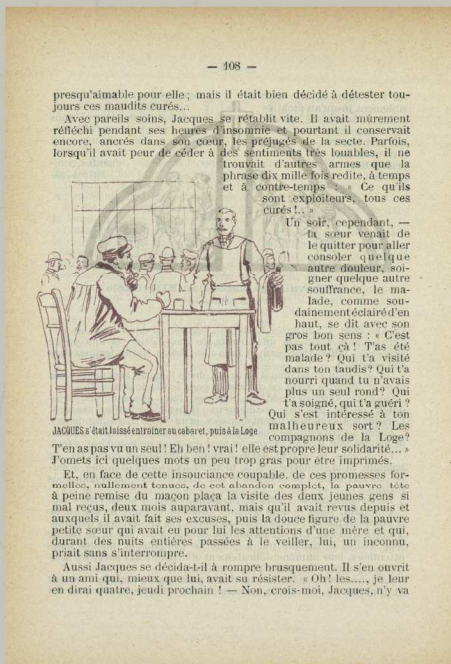 — 108 —
presqu'aimable pour elle ; mais il était bien décidé à détester tou-
jours ces maudits curés...
Avec pareils soins, Jacques se rétablit vite. Il avait mûrement
réfléchi pendant ses heures d'insomnie et pourtant il conservait
encore, ancrés dans son cœur, les préjugés de la secte. Parfois,
lorsqu'il avait peur de céder à des sentiments très louables, il ne
trouvait d'autres armes que la
phrase dix mille fois redite, à temps
et à contre-temps : « Ce qu'ils
sont exploiteurs, tous ces
curés !..
Un soir, cependant, —
la sœur venait de
le quitter pour aller
consoler quelque
autre douleur, soi-
gner quelque autre
souffrance, le ma-
lade, comme sou-
dainement éclairé d'en
haut, se dit avec son
gros bon sens : « C'est
pas tout çà ! T'as été
malade ? Qui t'a visité
dans ton taudis ? Qui t'a
nourri quand tu n'avais
plus un seul rond ? Qui
t'a soigné, qui t'a guéri ?
Qui s'est intéressé à ton
malheureux sort ? Les
compagnons de la Loge ?
JACQUES s'était laissé entraîner au cabaret, puis à la Loge
T'en as pas vu un seul ! Eh ben ! vrai ! elle est propre leur solidarité... »
J'omets ici quelques mots un peu trop gras pour être imprimés.
Et, en face de cette insouciance coupable, de ces promesses for-
melles, nullement tenues, de cet abandon complet, la pauvre tête
à peine remise du maçon plaça la visite des deux jeunes gens si
mal reçus, deux mois auparavant, mais qu'il avait revus depuis et
auxquels il avait fait ses excuses, puis la douce figure de la pauvre
petite sœur qui avait eu pour lui les attentions d'une mère et qui,
durant des nuits entières passées à le veiller, lui, un inconnu,
priait sans s'interrompre.
Aussi Jacques se décida-t-il à rompre brusquement. Il s'en ouvrit
à un ami qui, mieux que lui, avait su résister. « Oh ! les...., je leur
en dirai quatre, jeudi prochain ! — Non, crois-moi, Jacques, n'y va